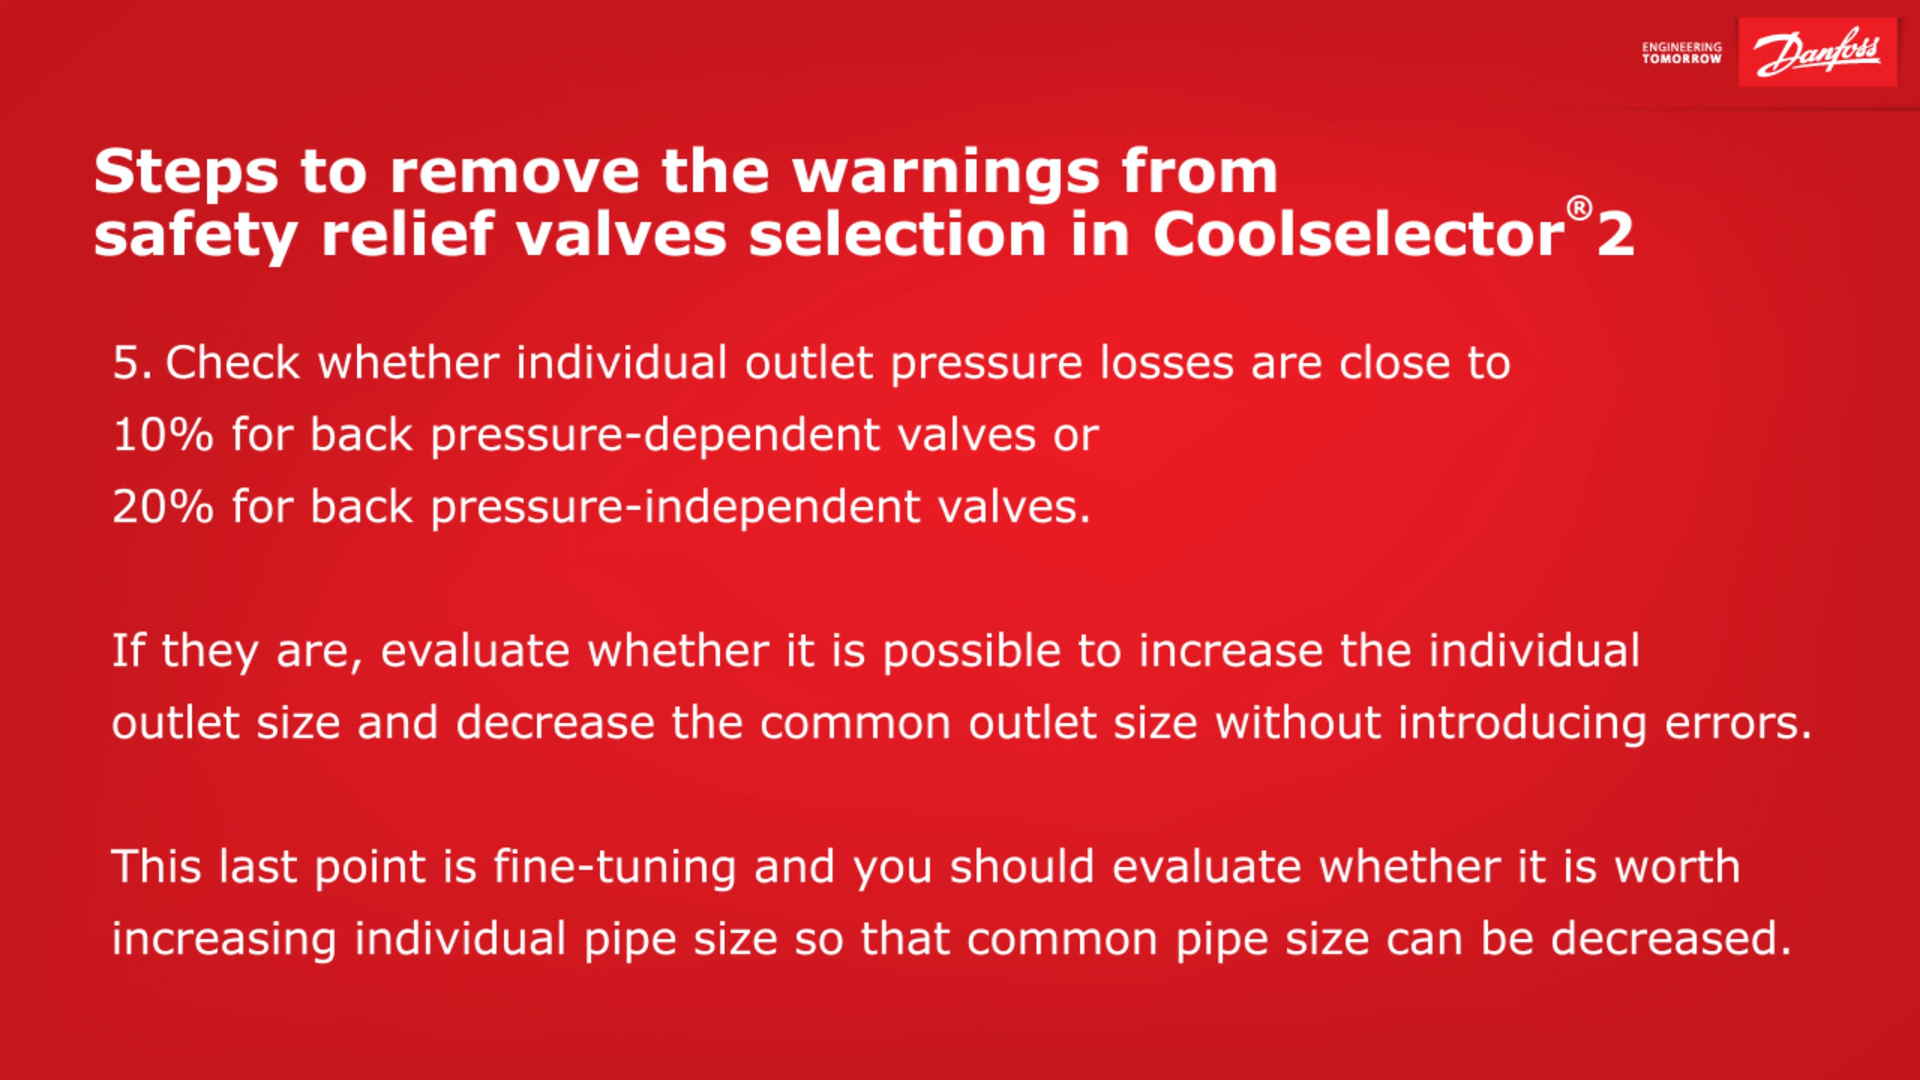 ENGINEERING
TOMORROW
Danfoss
Steps to remove the warnings from
safety relief valves selection in Coolselector®2
5. Check whether individual outlet pressure losses are close to
10% for back pressure-dependent valves or
20% for back pressure-independent valves.
If they are, evaluate whether it is possible to increase the individual
outlet size and decrease the common outlet size without introducing errors.
This last point is fine-tuning and you should evaluate whether it is worth
increasing individual pipe size so that common pipe size can be decreased.